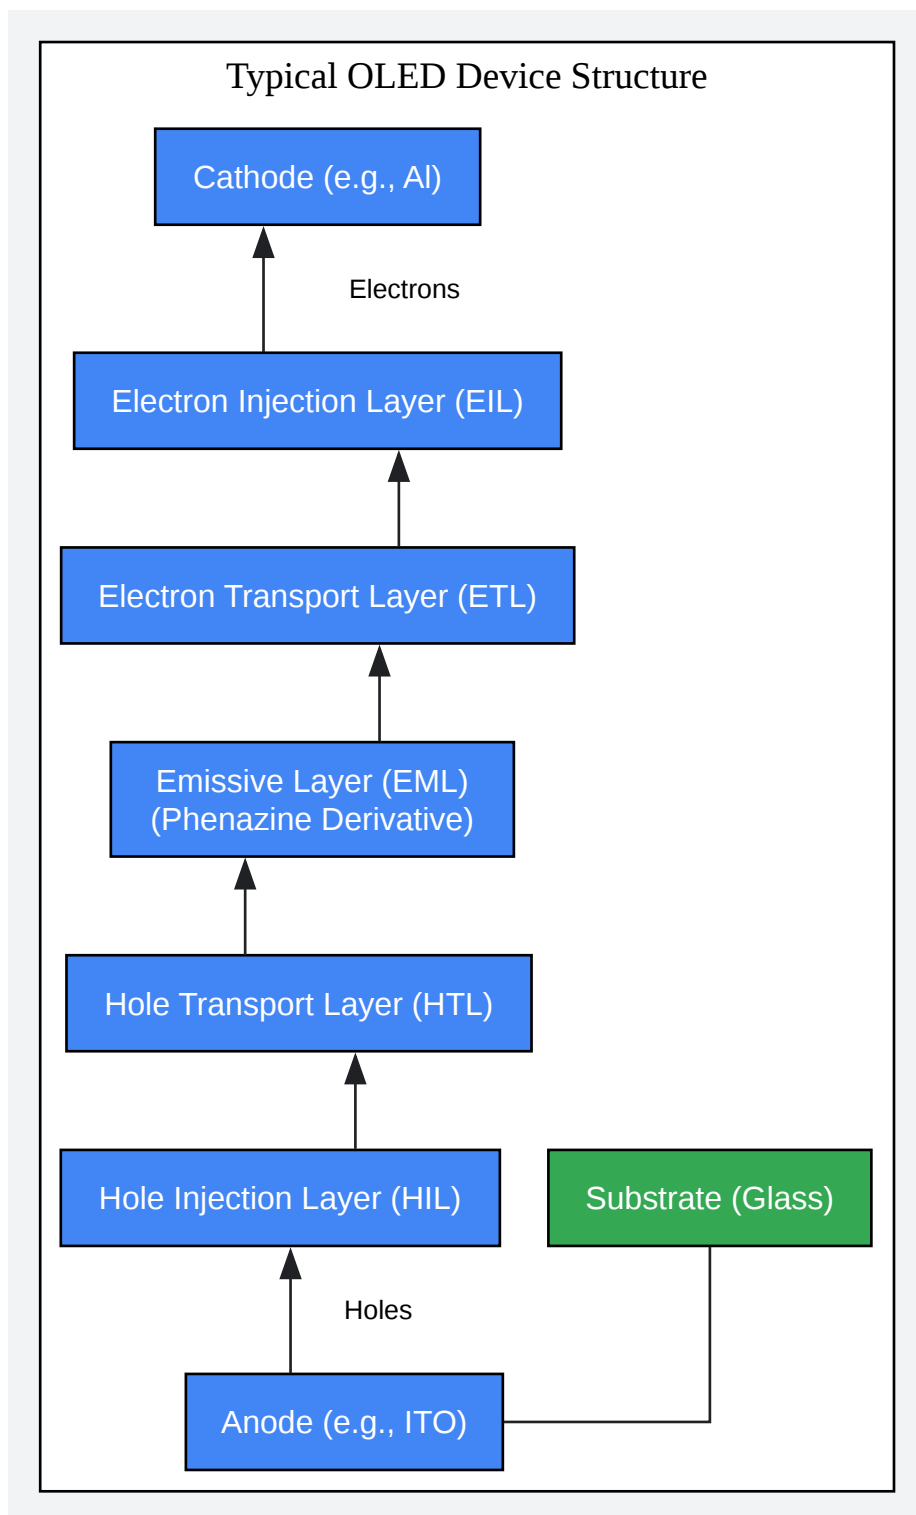 Typical OLED Device Structure
Cathode (e.g., Al)
Electrons
Electron Injection Layer (EIL)
Electron Transport Layer (ETL)
Emissive Layer (EML)
(Phenazine Derivative)
Hole Transport Layer (HTL)
Hole Injection Layer (HIL)
Substrate (Glass)
Holes
Anode (e.g., ITO)